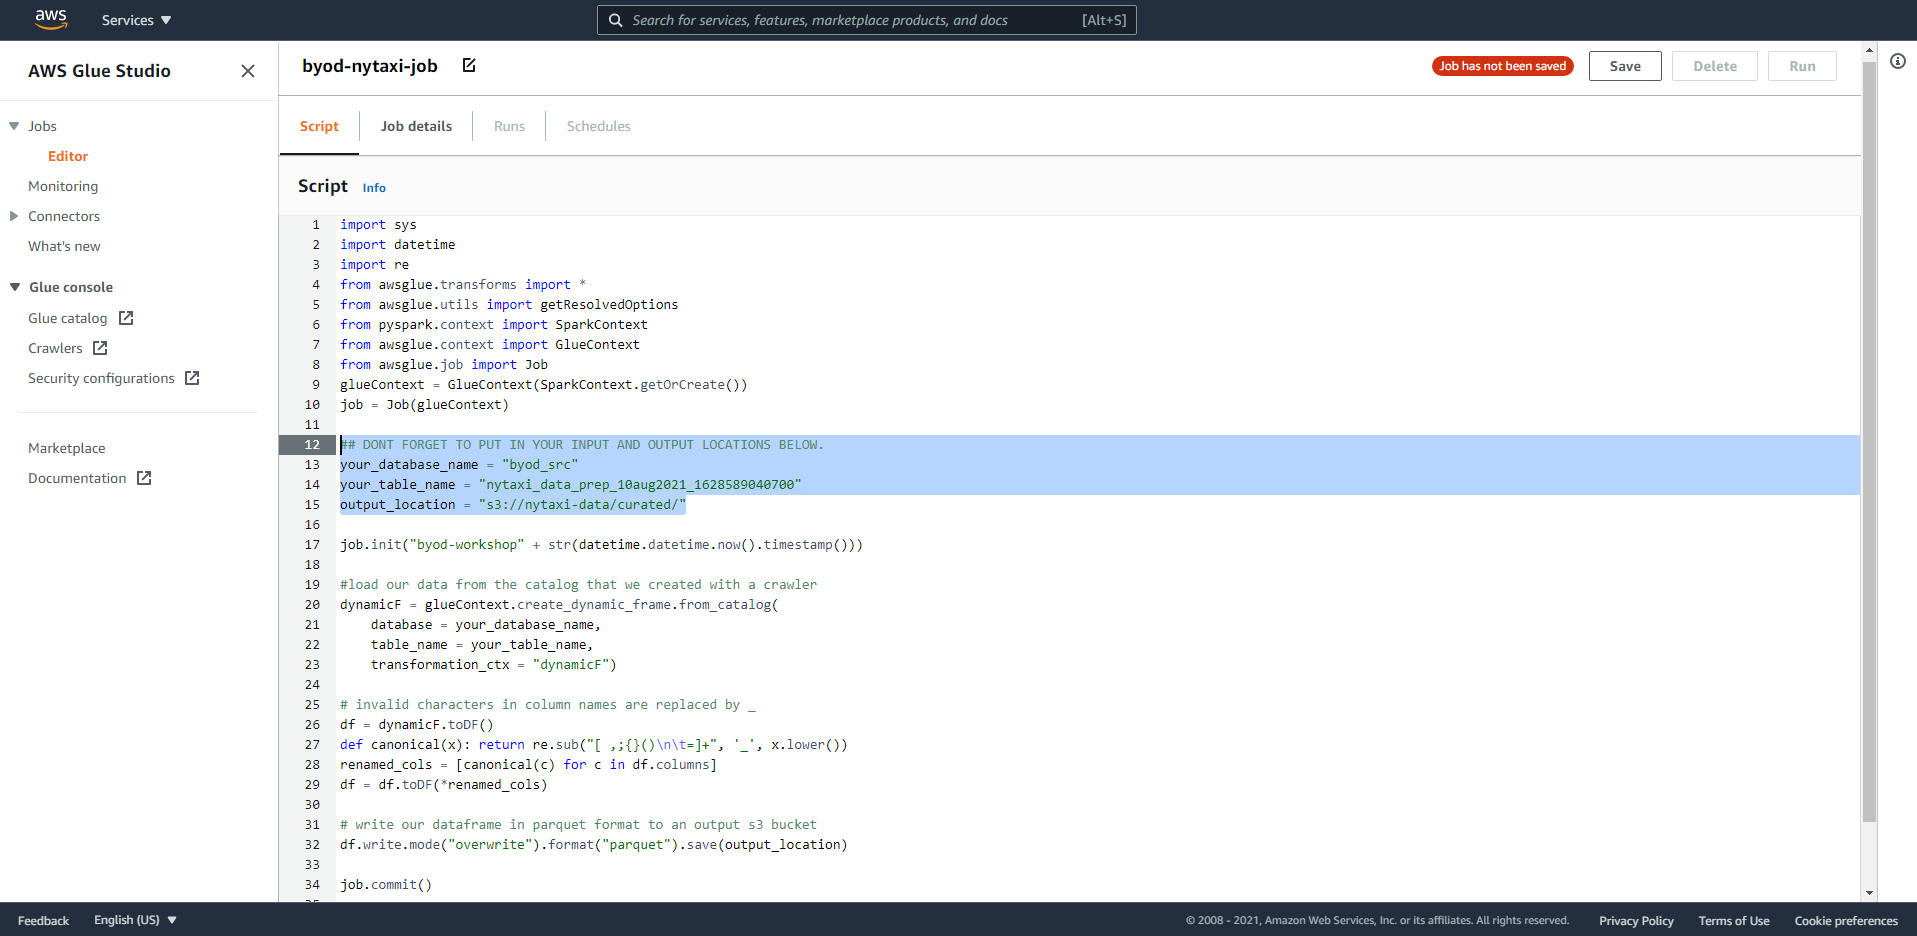 aws Services Search for services, features, marketplace products, and docs [Alt+S]
AWS Glue Studio
Jobs
Editor
Monitoring
Connectors
What's new
Glue console
Glue catalog
Crawlers
Security configurations
Marketplace
Documentation
byod-nytaxi-job Job has not been saved Save Delete Run
Script Job details Runs Schedules
Script Info
1 import sys
2 import datetime
3 import re
4 from awsglue.transforms import *
5 from awsglue.utils import getResolvedOptions
6 from pyspark.context import SparkContext
7 from awsglue.context import GlueContext
8 from awsglue.job import Job
9 glueContext = GlueContext(SparkContext.getOrCreate())
10 job = Job(glueContext)
11
12 ## DONT FORGET TO PUT IN YOUR INPUT AND OUTPUT LOCATIONS BELOW.
13 your_database_name = "byod_src"
14 your_table_name = "nytaxi_data_prep_10aug2021_1628589040700"
15 output_location = "s3://nytaxi-data/curated/"
16
17 job.init("byod-workshop" + str(datetime.datetime.now().timestamp()))
18
19 #load our data from the catalog that we created with a crawler
20 dynamicF = glueContext.create_dynamic_frame.from_catalog(
21     database = your_database_name,
22     table_name = your_table_name,
23     transformation_ctx = "dynamicF")
24
25 # invalid characters in column names are replaced by _
26 df = dynamicF.toDF()
27 def canonical(x): return re.sub("[ ,;{}()\n\t=]+", '_', x.lower())
28 renamed_cols = [canonical(c) for c in df.columns]
29 df = df.toDF(*renamed_cols)
30
31 # write our dataframe in parquet format to an output s3 bucket
32 df.write.mode("overwrite").format("parquet").save(output_location)
33
34 job.commit()
Feedback English (US) © 2008 - 2021, Amazon Web Services, Inc. or its affiliates. All rights reserved. Privacy Policy Terms of Use Cookie preferences